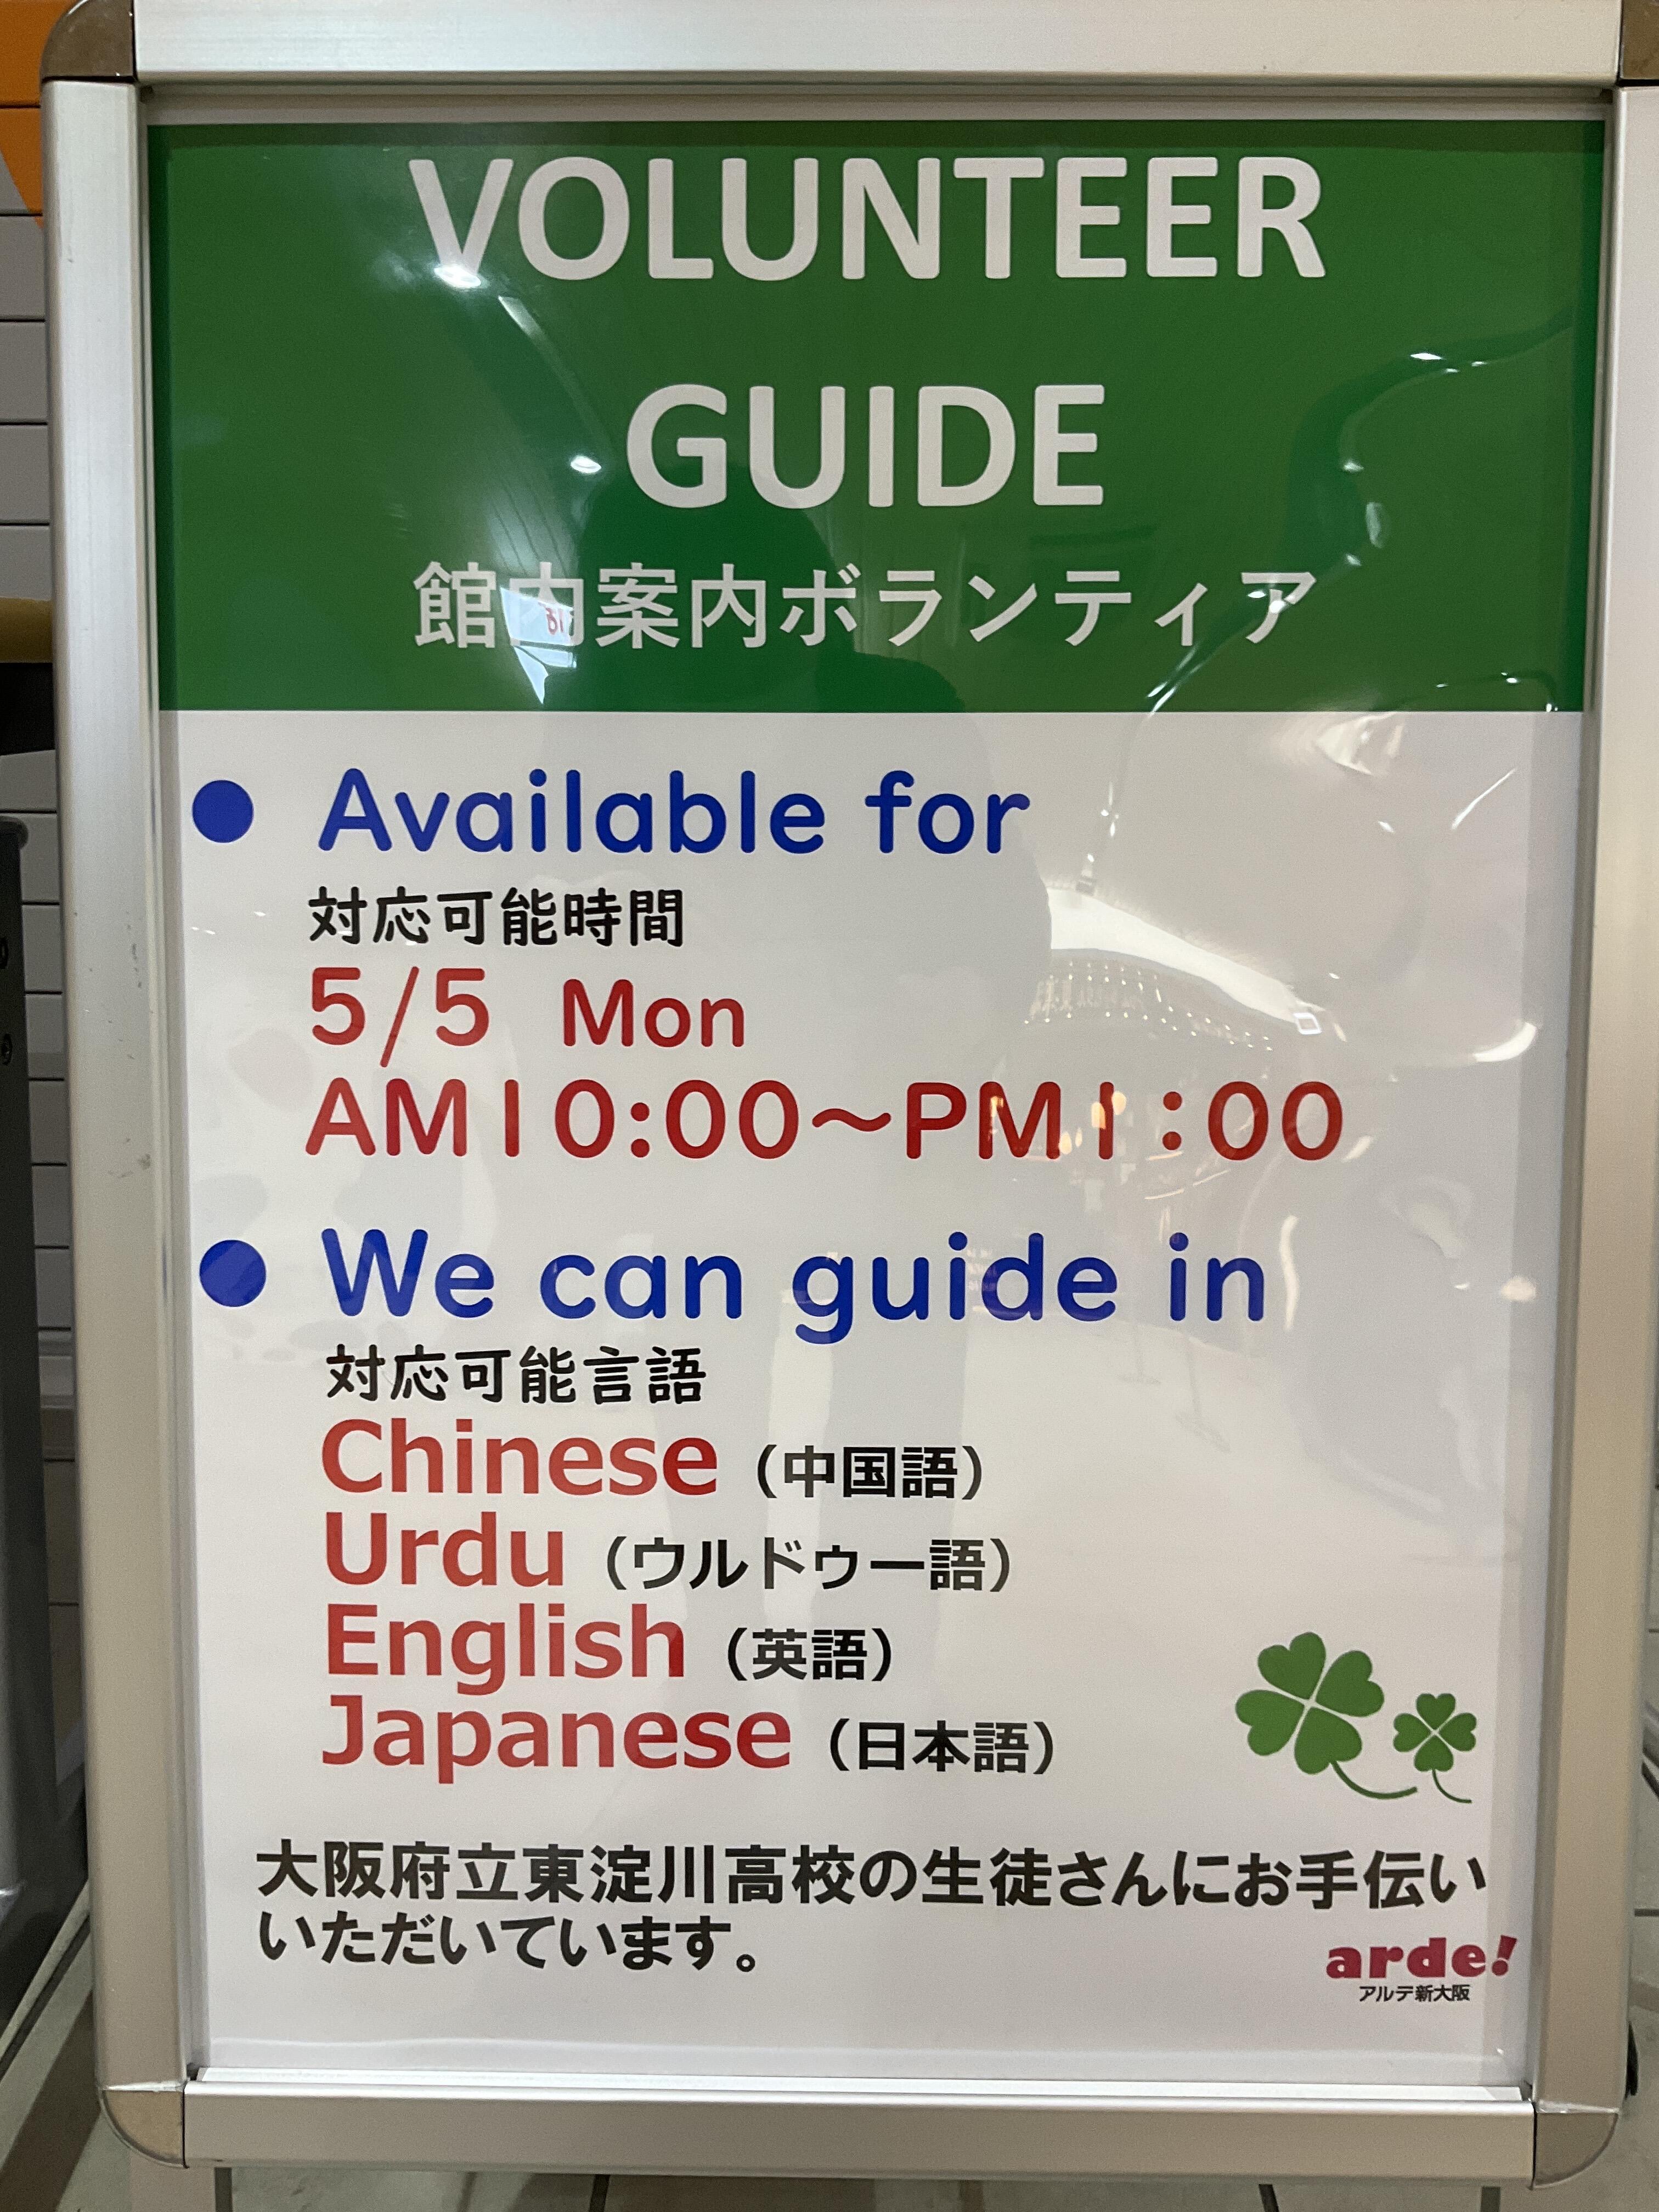 VOLUNTEER
GUIDE
館内案内ボランティア
● Available for
対応可能時間
5/5 Mon
AM10:00～PM1:00
● We can guide in
対応可能言語
Chinese（中国語）
Urdu（ウルドゥー語）
English（英語）
Japanese（日本語）
大阪府立東淀川高校の生徒さんにお手伝い
いただいています。
arde!
アルデ新大阪